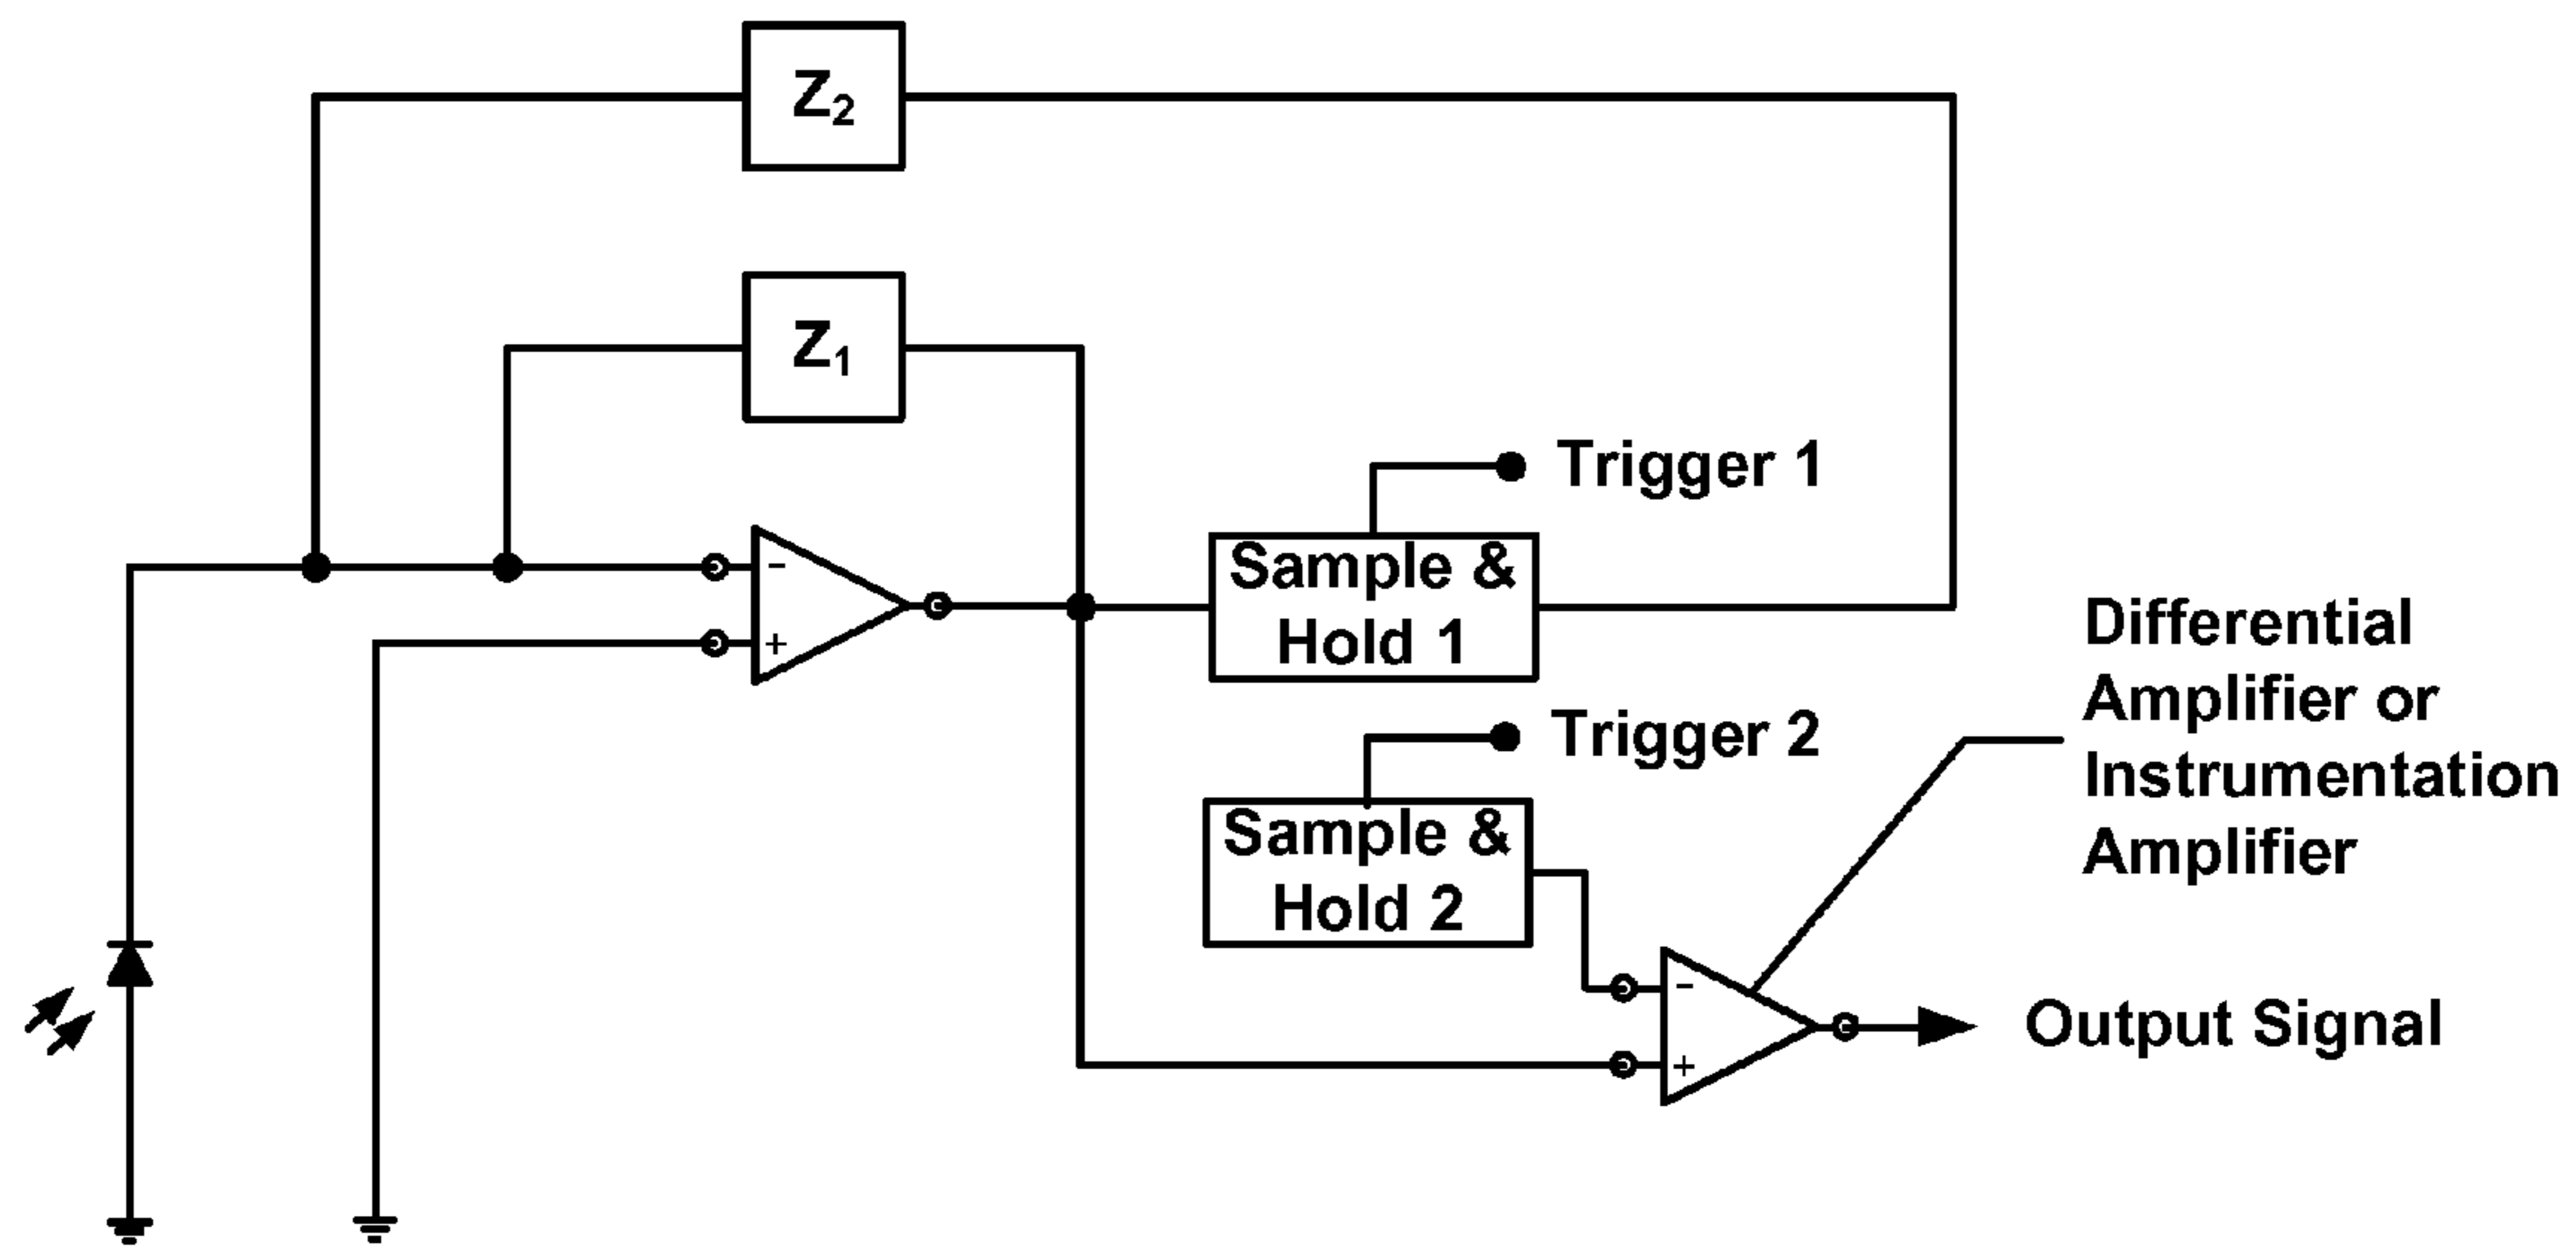 Z₂
Z₁
Trigger 1
Sample &
Hold 1
-
+
Trigger 2
Sample &
Hold 2
Differential
Amplifier or
Instrumentation
Amplifier
-
+
Output Signal